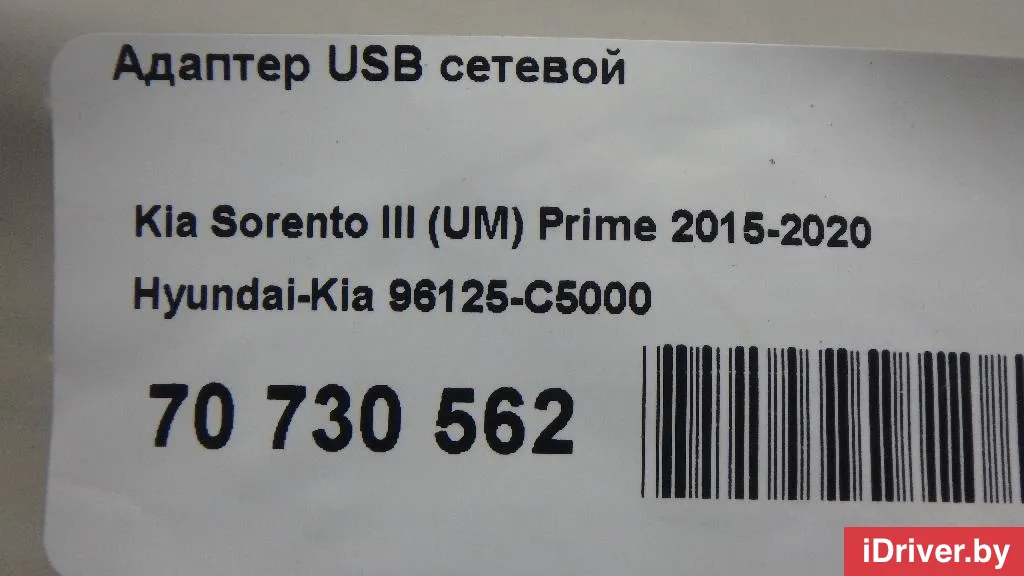 Адаптер USB сетевой
Kia Sorento III (UM) Prime 2015-2020
Hyundai-Kia 96125-C5000
70 730 562
iDriver.by